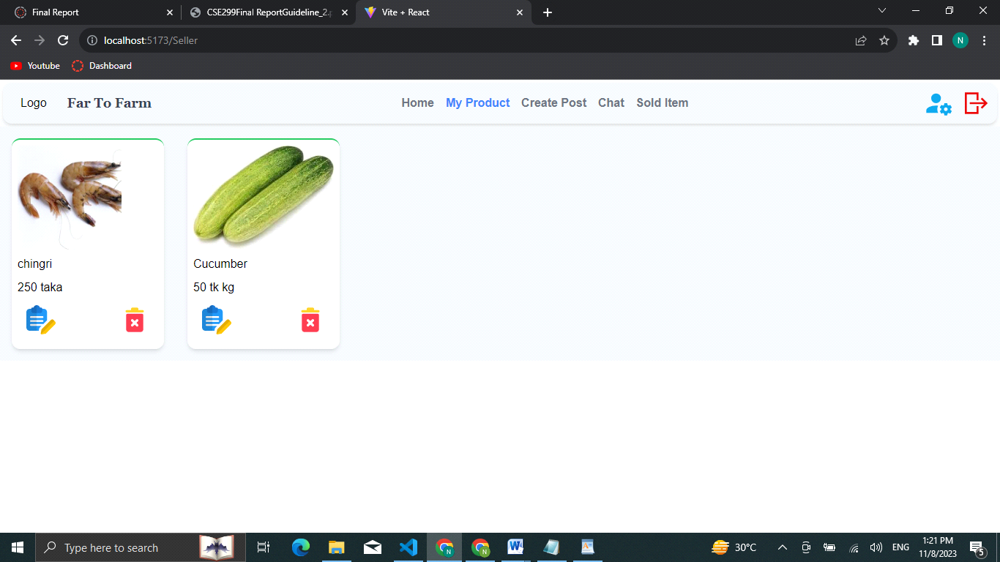 Final Report
CSE299Final ReportGuideline_2.p
Vite + React
localhost:5173/Seller
N
Youtube
Dashboard
Logo
Far To Farm
Home
My Product
Create Post
Chat
Sold Item
chingri
250 taka
Cucumber
50 tk kg
Type here to search
N
N
W
30°C
ENG
1:21 PM
11/8/2023
5